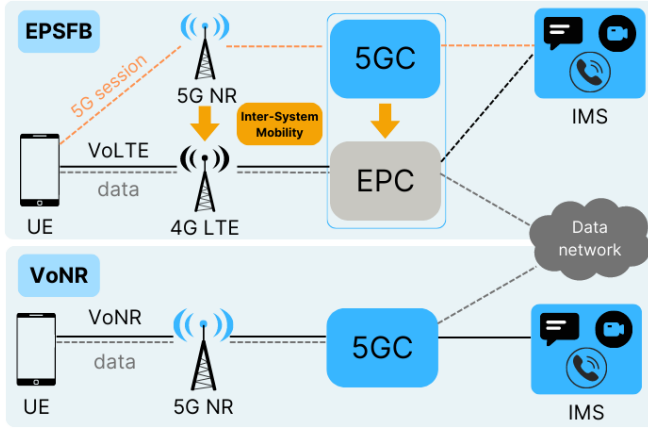 EPSFB
5G session
5G NR
5GC
IMS
Inter-System
Mobility
VoLTE
data
UE
4G LTE
EPC
Data
network
VoNR
VoNR
data
UE
5G NR
5GC
IMS